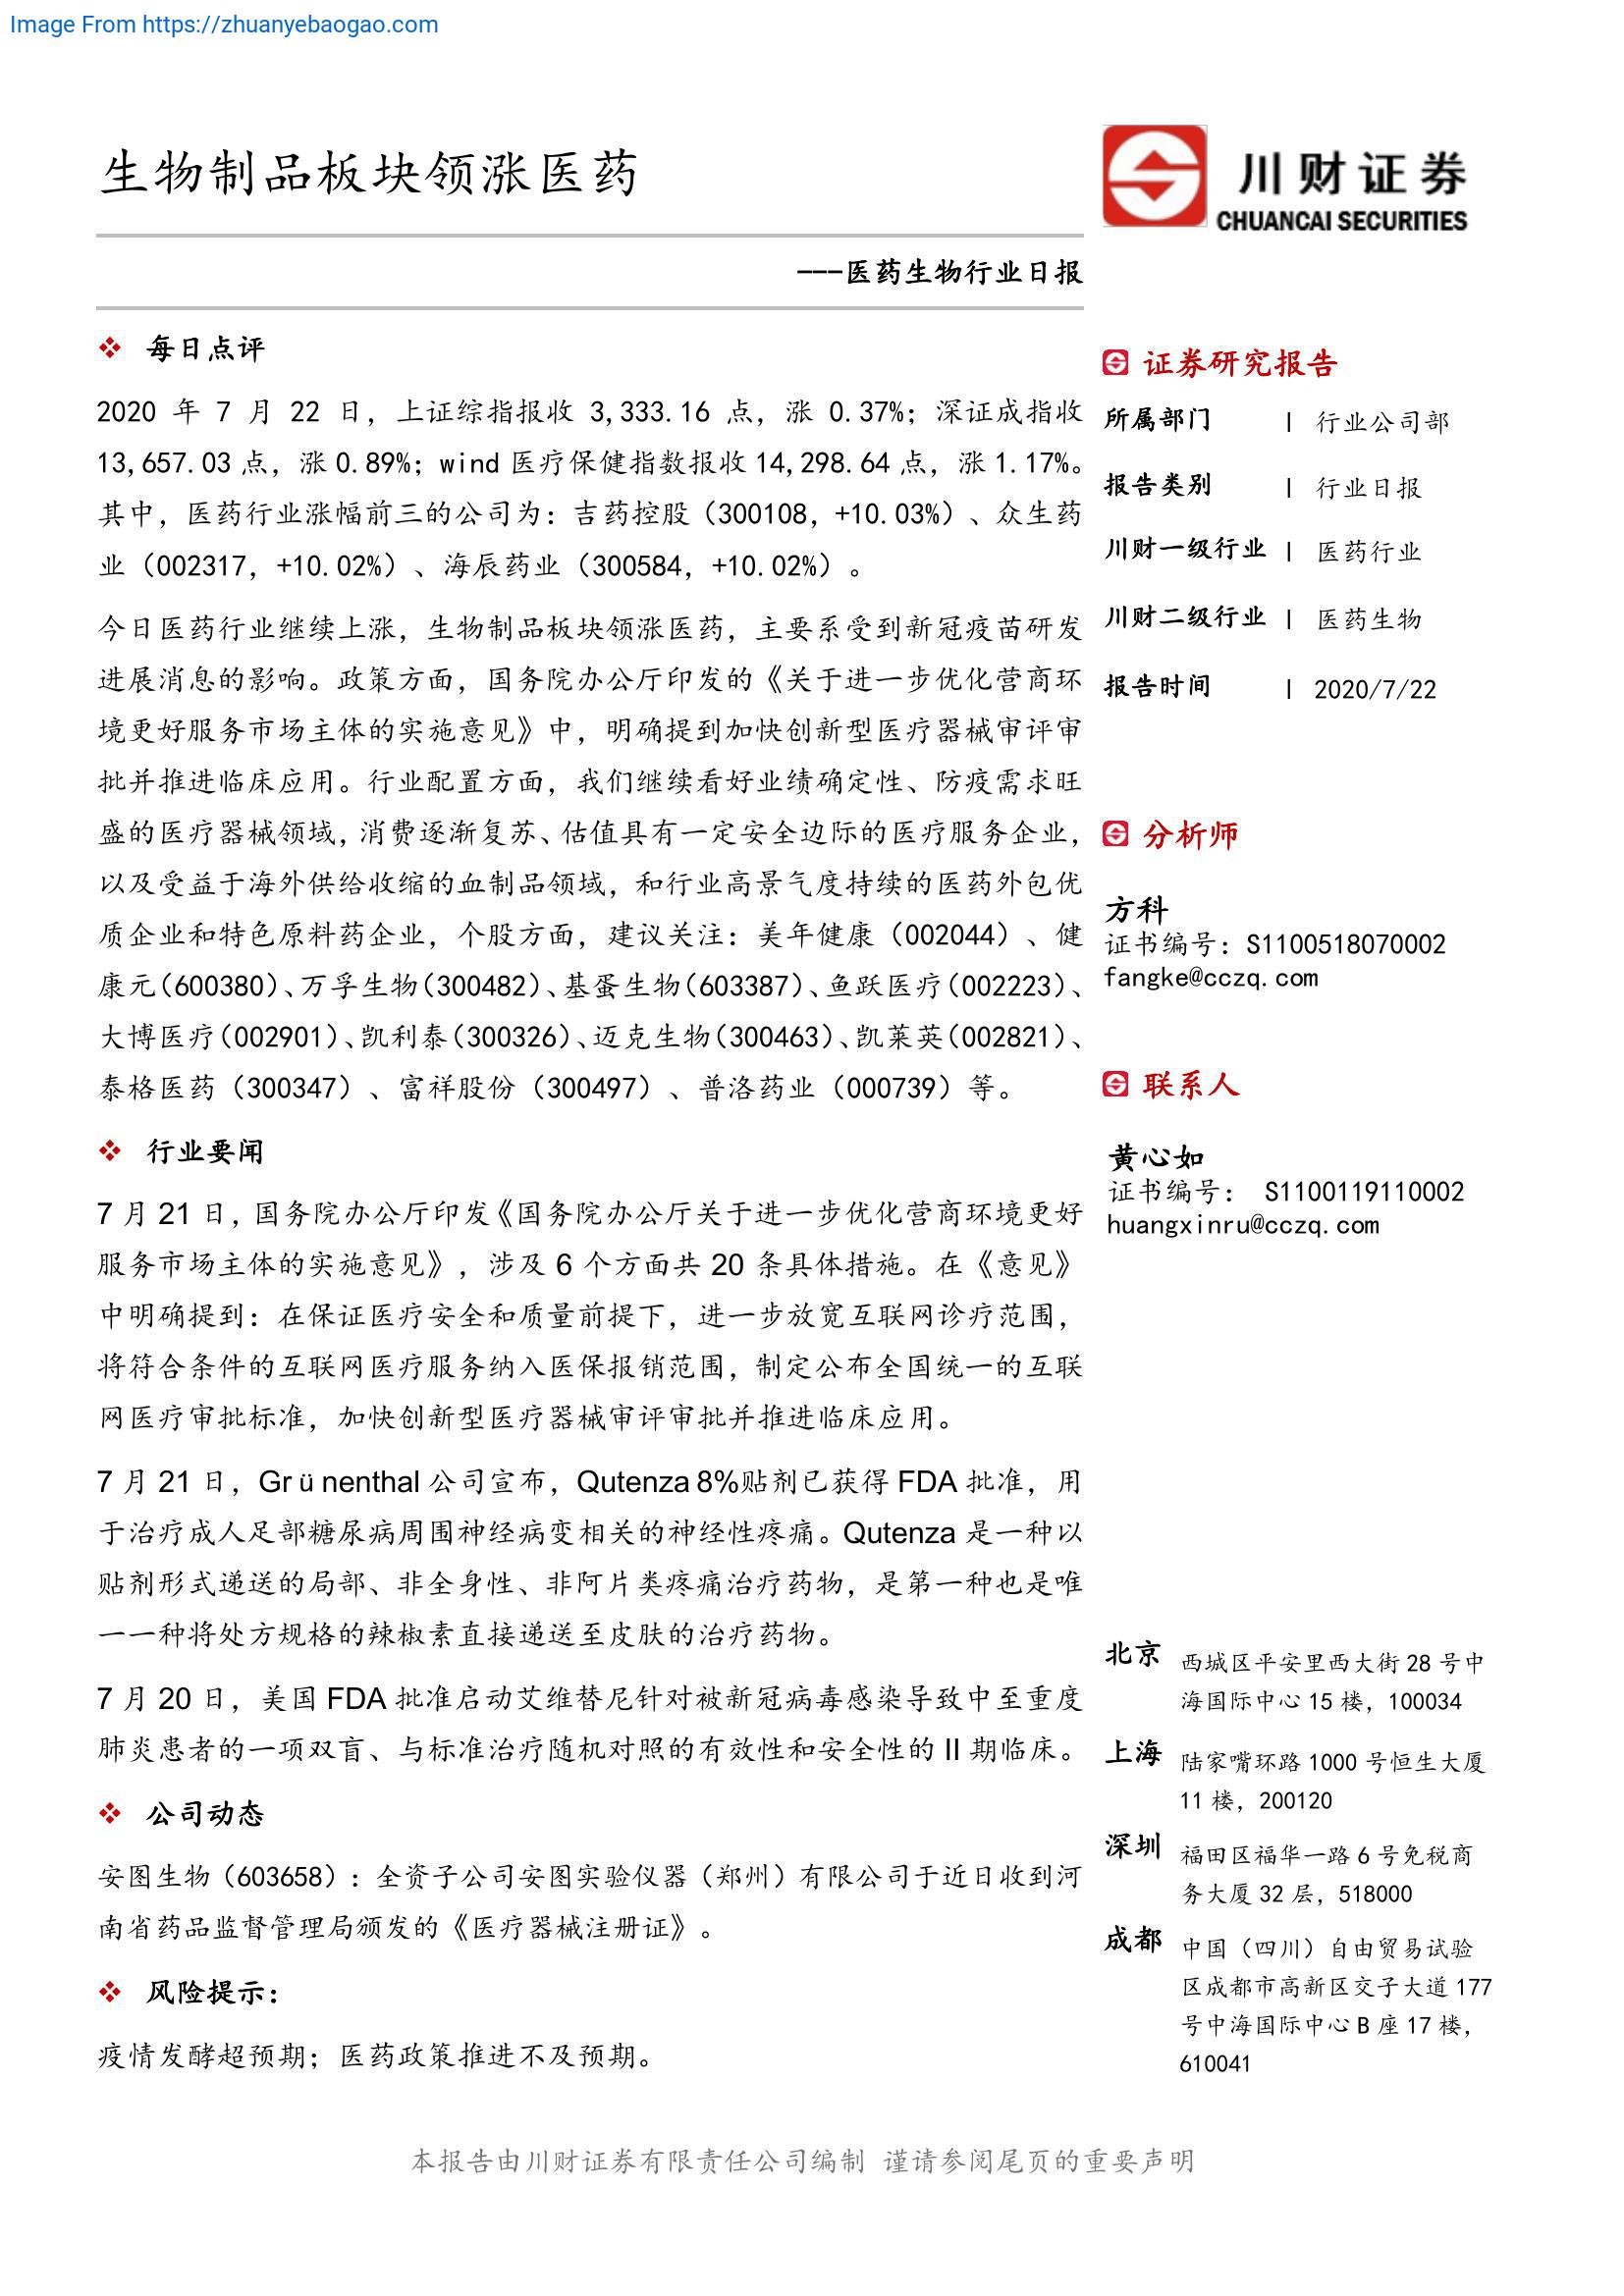 Image From https://zhuanyebaogao.com
生物制品板块领涨医药
川财证券
CHUANCAI SECURITIES
---医药生物行业日报
每日点评
2020 年 7 月 22 日，上证综指报收 3,333.16 点，涨 0.37%；深证成指收
13,657.03 点，涨 0.89%；wind 医疗保健指数报收 14,298.64 点，涨 1.17%。
其中，医药行业涨幅前三的公司为：吉药控股（300108，+10.03%）、众生药
业（002317，+10.02%）、海辰药业（300584，+10.02%）。
今日医药行业继续上涨，生物制品板块领涨医药，主要系受到新冠疫苗研发
进展消息的影响。政策方面，国务院办公厅印发的《关于进一步优化营商环
境更好服务市场主体的实施意见》中，明确提到加快创新型医疗器械审评审
批并推进临床应用。行业配置方面，我们继续看好业绩确定性、防疫需求旺
盛的医疗器械领域，消费逐渐复苏、估值具有一定安全边际的医疗服务企业，
以及受益于海外供给收缩的血制品领域，和行业高景气度持续的医药外包优
质企业和特色原料药企业，个股方面，建议关注：美年健康（002044）、健
康元（600380）、万孚生物（300482）、基蛋生物（603387）、鱼跃医疗（002223）、
大博医疗（002901）、凯利泰（300326）、迈克生物（300463）、凯莱英（002821）、
泰格医药（300347）、富祥股份（300497）、普洛药业（000739）等。
行业要闻
7 月 21 日，国务院办公厅印发《国务院办公厅关于进一步优化营商环境更好
服务市场主体的实施意见》，涉及 6 个方面共 20 条具体措施。在《意见》
中明确提到：在保证医疗安全和质量前提下，进一步放宽互联网诊疗范围，
将符合条件的互联网医疗服务纳入医保报销范围，制定公布全国统一的互联
网医疗审批标准，加快创新型医疗器械审评审批并推进临床应用。
7 月 21 日，Gr ü nenthal 公司宣布，Qutenza 8%贴剂已获得 FDA 批准，用
于治疗成人足部糖尿病周围神经病变相关的神经性疼痛。Qutenza 是一种以
贴剂形式递送的局部、非全身性、非阿片类疼痛治疗药物，是第一种也是唯
一一种将处方规格的辣椒素直接递送至皮肤的治疗药物。
7 月 20 日，美国 FDA 批准启动艾维替尼针对被新冠病毒感染导致中至重度
肺炎患者的一项双盲、与标准治疗随机对照的有效性和安全性的 II 期临床。
公司动态
安图生物（603658）：全资子公司安图实验仪器（郑州）有限公司于近日收到河
南省药品监督管理局颁发的《医疗器械注册证》。
风险提示：
疫情发酵超预期；医药政策推进不及预期。
证券研究报告
所属部门 | 行业公司部
报告类别 | 行业日报
川财一级行业 | 医药行业
川财二级行业 | 医药生物
报告时间 | 2020/7/22
分析师
方科
证书编号：S1100518070002
fangke@cczq.com
联系人
黄心如
证书编号： S1100119110002
huangxinru@cczq.com
北京 西城区平安里西大街 28 号中
海国际中心 15 楼，100034
上海 陆家嘴环路 1000 号恒生大厦
11 楼，200120
深圳 福田区福华一路 6 号免税商
务大厦 32 层，518000
成都 中国（四川）自由贸易试验
区成都市高新区交子大道 177
号中海国际中心 B 座 17 楼，
610041
本报告由川财证券有限责任公司编制 谨请参阅尾页的重要声明